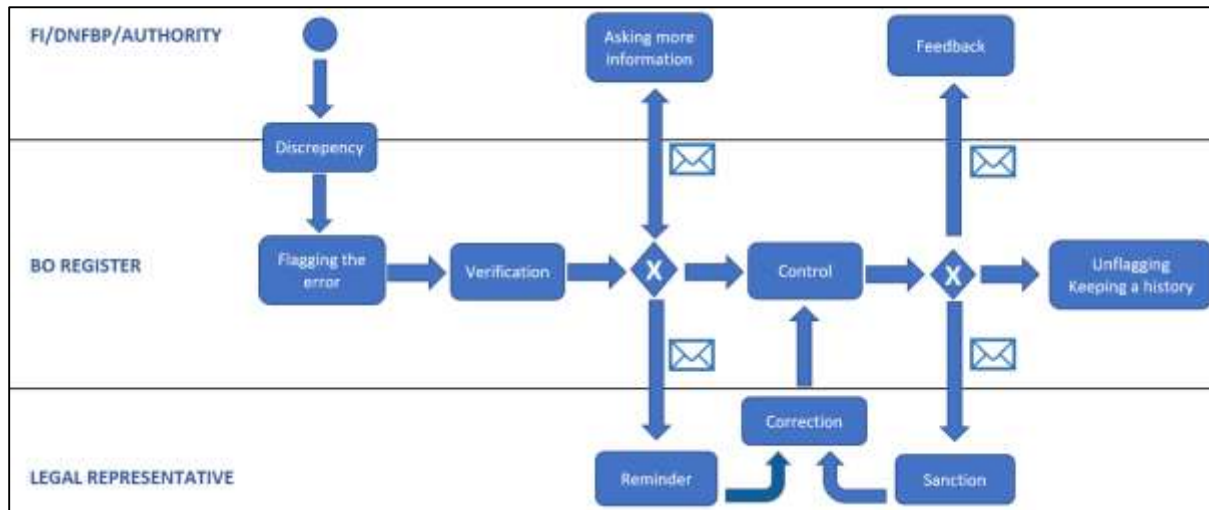 FI/DNFBP/AUTHORITY
Asking more
information
Feedback
Discrepency
BO REGISTER
Flagging the
error
Verification
X
Control
X
Unflagging
Keeping a history
Correction
LEGAL REPRESENTATIVE
Reminder
Sanction